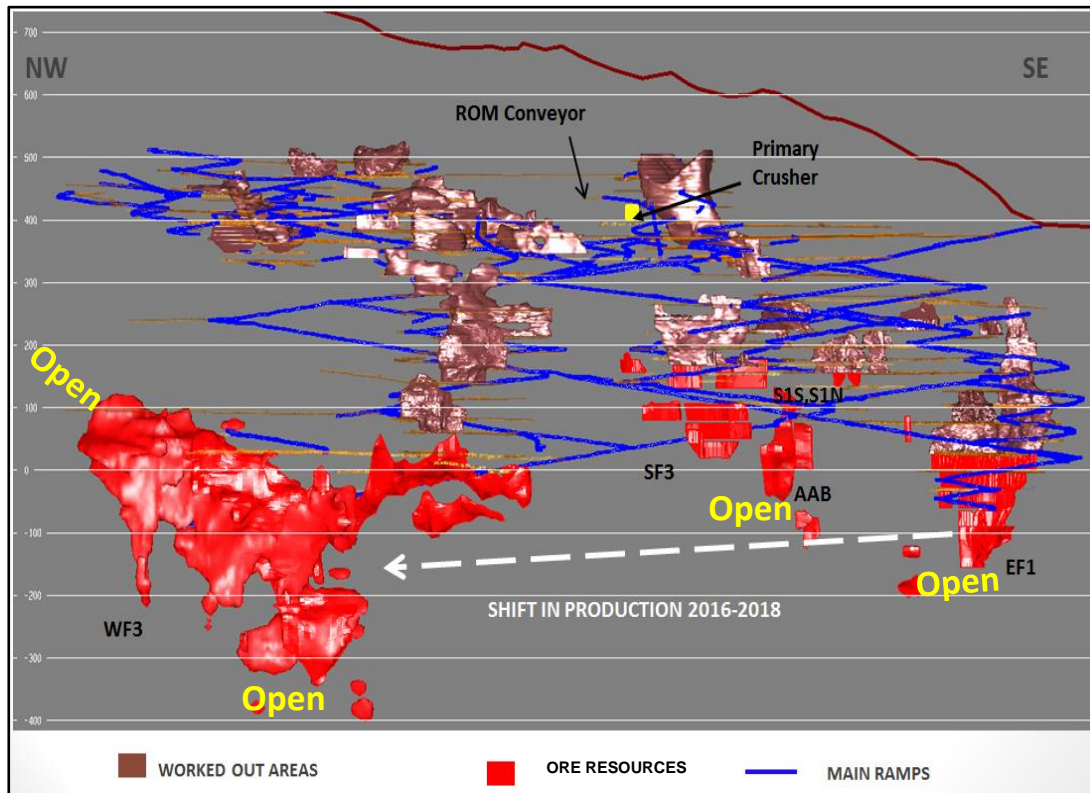 700
NW
SE
600
ROM Conveyor
Primary
Crusher
500
400
300
200
Open
100
S1S,S1N
0
SF3
AAB
Open
-100
EF1
Open
-200
SHIFT IN PRODUCTION 2016-2018
WF3
-300
Open
-400
WORKED OUT AREAS
ORE RESOURCES
MAIN RAMPS